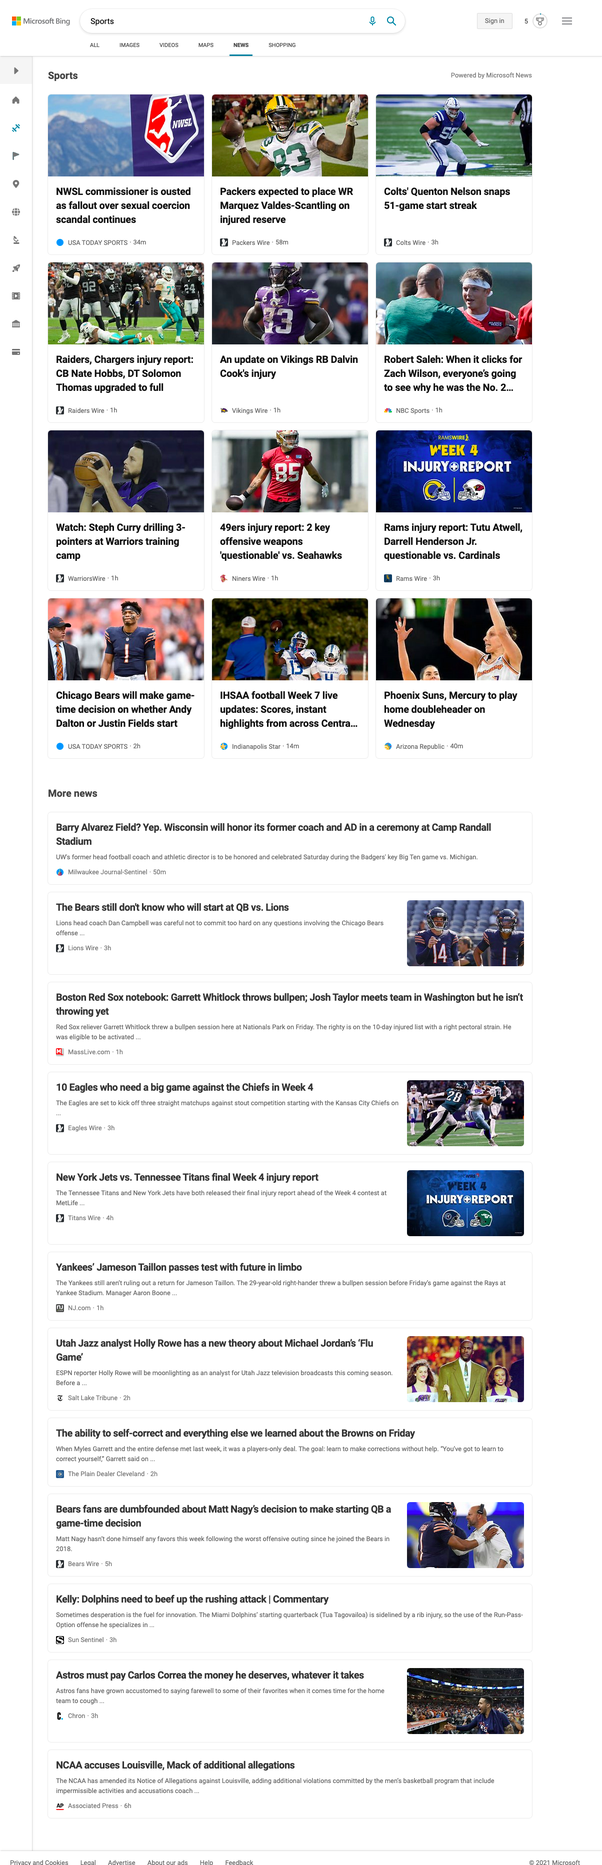 Microsoft Bing
Sports
Sign in
5
ALL
IMAGES
VIDEOS
MAPS
NEWS
SHOPPING
Sports
Powered by Microsoft News
NWSL
NWSL commissioner is ousted
as fallout over sexual coercion
scandal continues
USA TODAY SPORTS · 34m
83
Packers expected to place WR
Marquez Valdes-Scantling on
injured reserve
Packers Wire · 58m
Colts' Quenton Nelson snaps
51-game start streak
Colts Wire · 3h
92
24
Raiders, Chargers injury report:
CB Nate Hobbs, DT Solomon
Thomas upgraded to full
Raiders Wire · 1h
33
An update on Vikings RB Dalvin
Cook's injury
Vikings Wire · 1h
Robert Saleh: When it clicks for
Zach Wilson, everyone's going
to see why he was the No. 2...
NBC Sports · 1h
Watch: Steph Curry drilling 3-
pointers at Warriors training
camp
WarriorsWire · 1h
85
49ers injury report: 2 key
offensive weapons
'questionable' vs. Seahawks
Niners Wire · 1h
RAMSWIRE
WEEK 4
INJURY REPORT
Rams injury report: Tutu Atwell,
Darrell Henderson Jr.
questionable vs. Cardinals
Rams Wire · 3h
1
Chicago Bears will make game-
time decision on whether Andy
Dalton or Justin Fields start
USA TODAY SPORTS · 2h
13
IHSAA football Week 7 live
updates: Scores, instant
highlights from across Centra...
Indianapolis Star · 14m
Phoenix Suns, Mercury to play
home doubleheader on
Wednesday
Arizona Republic · 40m
More news
Barry Alvarez Field? Yep. Wisconsin will honor its former coach and AD in a ceremony at Camp Randall
Stadium
UW's former head football coach and athletic director is to be honored and celebrated Saturday during the Badgers' key Big Ten game vs. Michigan.
Milwaukee Journal-Sentinel · 50m
The Bears still don't know who will start at QB vs. Lions
Lions head coach Dan Campbell was careful not to commit too hard on any questions involving the Chicago Bears
offense ...
Lions Wire · 3h
14
1
Boston Red Sox notebook: Garrett Whitlock throws bullpen; Josh Taylor meets team in Washington but he isn't
throwing yet
Red Sox reliever Garrett Whitlock threw a bullpen session here at Nationals Park on Friday. The righty is on the 10-day injured list with a right pectoral strain. He
was eligible to be activated ...
MassLive.com · 1h
10 Eagles who need a big game against the Chiefs in Week 4
The Eagles are set to kick off three straight matchups against stout competition starting with the Kansas City Chiefs on
...
Eagles Wire · 3h
28
New York Jets vs. Tennessee Titans final Week 4 injury report
The Tennessee Titans and New York Jets have both released their final injury report ahead of the Week 4 contest at
MetLife ...
Titans Wire · 4h
WEEK 4
INJURY REPORT
Yankees' Jameson Taillon passes test with future in limbo
The Yankees still aren't ruling out a return for Jameson Taillon. The 29-year-old right-hander threw a bullpen session before Friday's game against the Rays at
Yankee Stadium. Manager Aaron Boone ...
NJ.com · 1h
Utah Jazz analyst Holly Rowe has a new theory about Michael Jordan's 'Flu
Game'
ESPN reporter Holly Rowe will be moonlighting as an analyst for Utah Jazz television broadcasts this coming season.
Before a ...
Salt Lake Tribune · 2h
The ability to self-correct and everything else we learned about the Browns on Friday
When Myles Garrett and the entire defense met last week, it was a players-only deal. The goal: learn to make corrections without help. "You've got to learn to
correct yourself," Garrett said on ...
The Plain Dealer Cleveland · 2h
Bears fans are dumbfounded about Matt Nagy's decision to make starting QB a
game-time decision
Matt Nagy hasn't done himself any favors this week following the worst offensive outing since he joined the Bears in
2018.
Bears Wire · 5h
Kelly: Dolphins need to beef up the rushing attack | Commentary
Sometimes desperation is the fuel for innovation. The Miami Dolphins' starting quarterback (Tua Tagovailoa) is sidelined by a rib injury, so the use of the Run-Pass-
Option offense he specializes in ...
Sun Sentinel · 3h
Astros must pay Carlos Correa the money he deserves, whatever it takes
Astros fans have grown accustomed to saying farewell to some of their favorites when it comes time for the home
team to cough ...
Chron · 3h
NCAA accuses Louisville, Mack of additional allegations
The NCAA has amended its Notice of Allegations against Louisville, adding additional violations committed by the men's basketball program that include
impermissible activities and accusations coach ...
AP Associated Press · 6h
Privacy and Cookies
Legal
Advertise
About our ads
Help
Feedback
© 2021 Microsoft